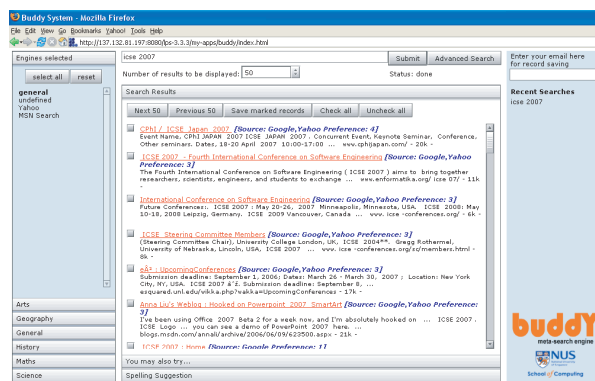 Buddy System - Mozilla Firefox
File Edit View Go Bookmarks Yahoo! Tools Help
http://137.132.81.197:8080/lps-3.3.3/my-apps/buddy/index.html
Engines selected
select all reset
general
undefined
Yahoo
MSN Search
Arts
Geography
General
History
Maths
Science
icse 2007 Submit Advanced Search
Number of results to be displayed: 50 Status: done
Search Results
Next 50 Previous 50 Save marked records Check all Uncheck all
CPhI / ICSE Japan 2007 [Source: Google,Yahoo Preference: 4]
Event Name, CPhI JAPAN 2007 ICSE JAPAN 2007 . Concurrent Event, Keynote Seminar, Conference,
Other seminars. Dates, 18-20 April 2007 10:00-17:00 ... www.cphijapan.com/ - 20k -
ICSE 2007 - Fourth International Conference on Software Engineering [Source: Google,Yahoo
Preference: 3]
The Fourth International Conference on Software Engineering ( ICSE 2007 ) aims to bring together
researchers, scientists, engineers, and students to exchange ... www.enformatika.org/ icse 07/ - 11k
-
International Conference on Software Engineering [Source: Google,Yahoo Preference: 3]
Future Conferences:. ICSE 2007 : May 20-26, 2007 Minneapolis, Minnesota, USA. ICSE 2008: May
10-18, 2008 Leipzig, Germany. ICSE 2009 Vancouver, Canada ... www. icse -conferences.org/ - 6k -
ICSE Steering Committee Members [Source: Google,Yahoo Preference: 3]
(Steering Committee Chair), University College London, UK, ICSE 2004**. Gregg Rothermel,
University of Nebraska, Lincoln, USA, ICSE 2007 ... www. icse -conferences.org/sc/members.html -
8k -
eÂ² : UpcomingConferences [Source: Google,Yahoo Preference: 3]
Submission deadline: September 1, 2006; Dates: March 26 - March 30, 2007 ; Location: New York
City, NY, USA. ICSE 2007 Submission deadline: September 8, ...
esquared.unl.edu/wikka.php?wakka=UpcomingConferences - 17k -
Anna Liu's Weblog : Hooked on Powerpoint 2007 SmartArt [Source: Google,Yahoo Preference:
3]
I've been using Office 2007 Beta 2 for a week now, and I'm absolutely hooked on ... ICSE 2007 .
ICSE Logo ... you can see a demo of PowerPoint 2007 here. ...
blogs.msdn.com/annali/archive/2006/06/09/623500.aspx - 21k -
ICSE 2007 : Home [Source: Google Preference: 1]
You may also try...
Spelling Suggestion
Enter your email here
for record saving
Recent Searches
icse 2007
buddY
meta-search engine
NUS
National University
of Singapore
School of Computing